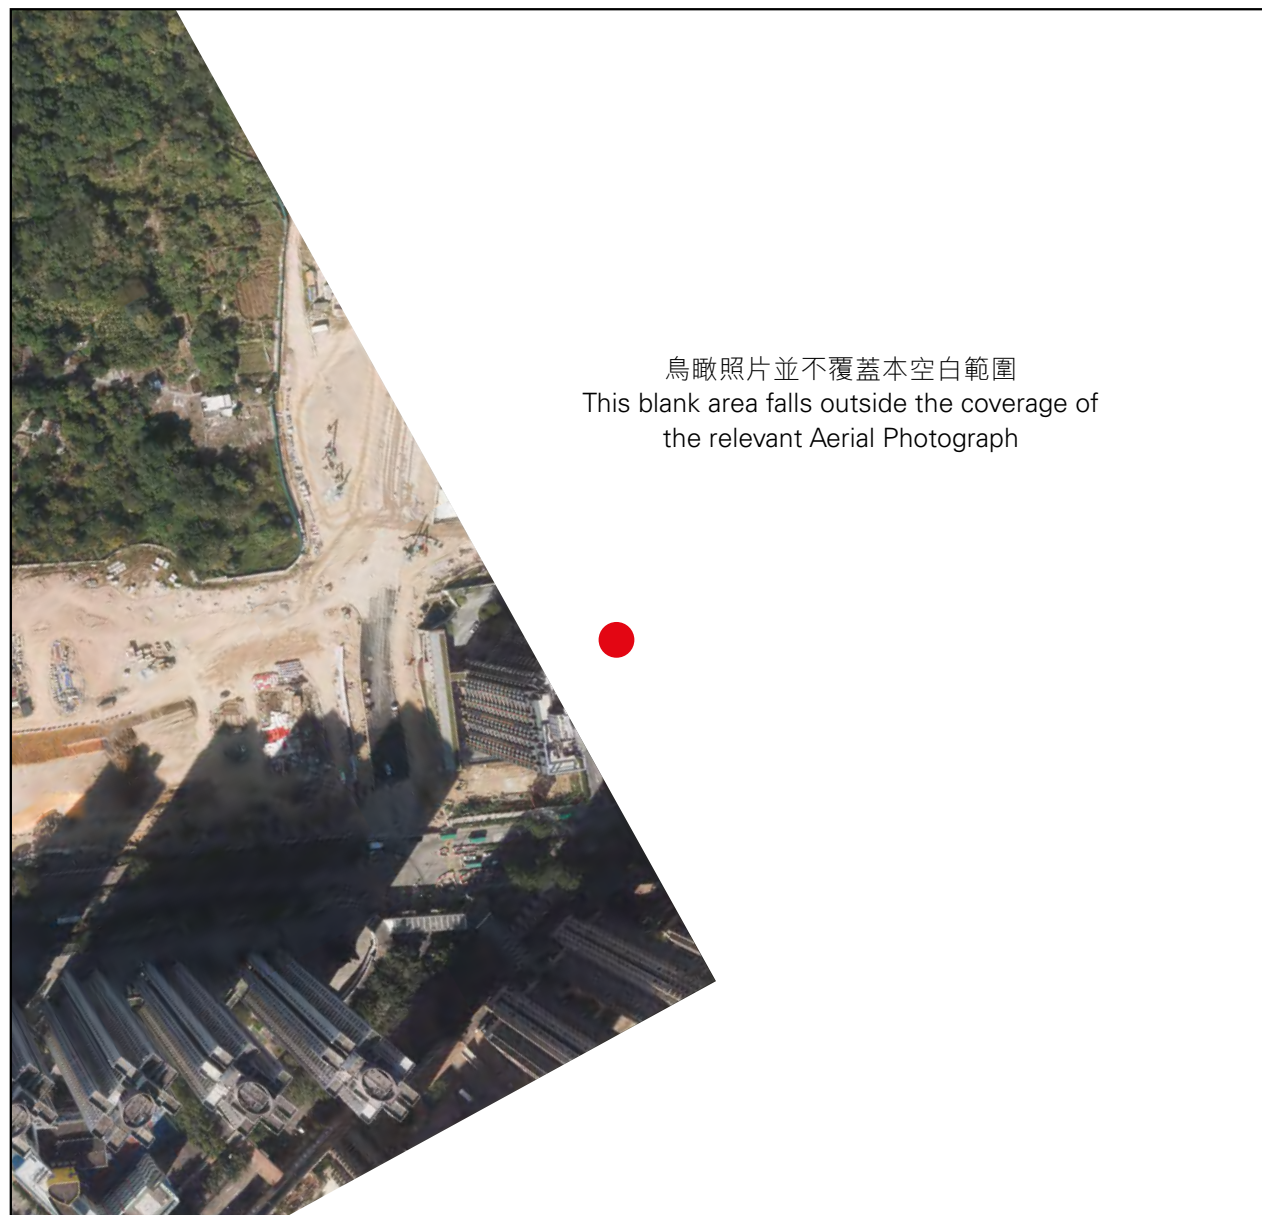 鳥瞰照片並不覆蓋本空白範圍
This blank area falls outside the coverage of
the relevant Aerial Photograph